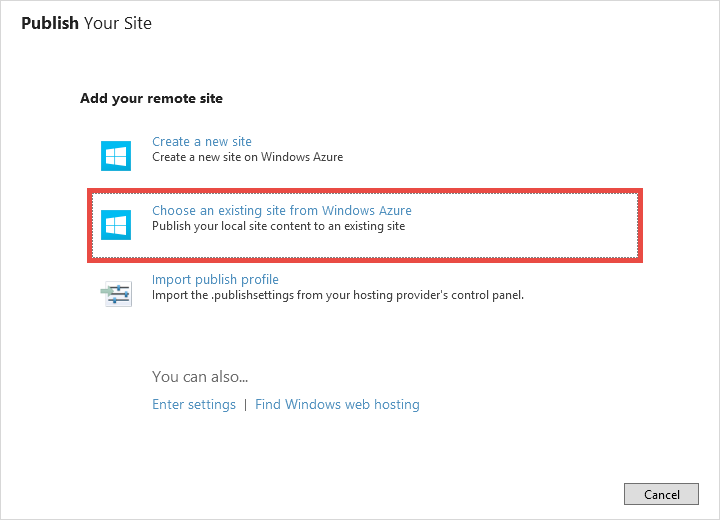 Publish Your Site
Add your remote site
Create a new site
Create a new site on Windows Azure
Choose an existing site from Windows Azure
Publish your local site content to an existing site
Import publish profile
Import the .publishsettings from your hosting provider's control panel.
You can also...
Enter settings | Find Windows web hosting
Cancel